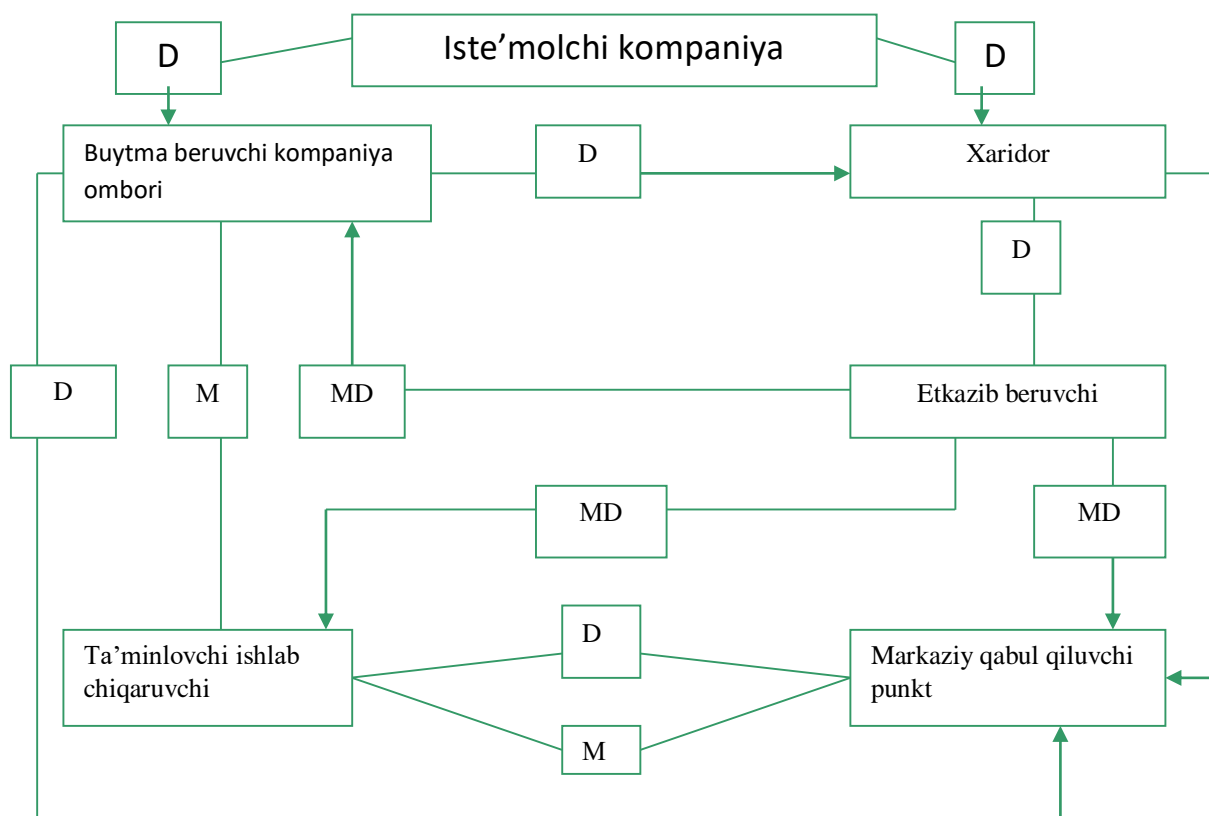 D
Iste’molchi kompaniya
D
Buytma beruvchi kompaniya
ombori
D
Xaridor
D
D
M
MD
Etkazib beruvchi
MD
MD
Ta’minlovchi ishlab
chiqaruvchi
D
M
Markaziy qabul qiluvchi
punkt